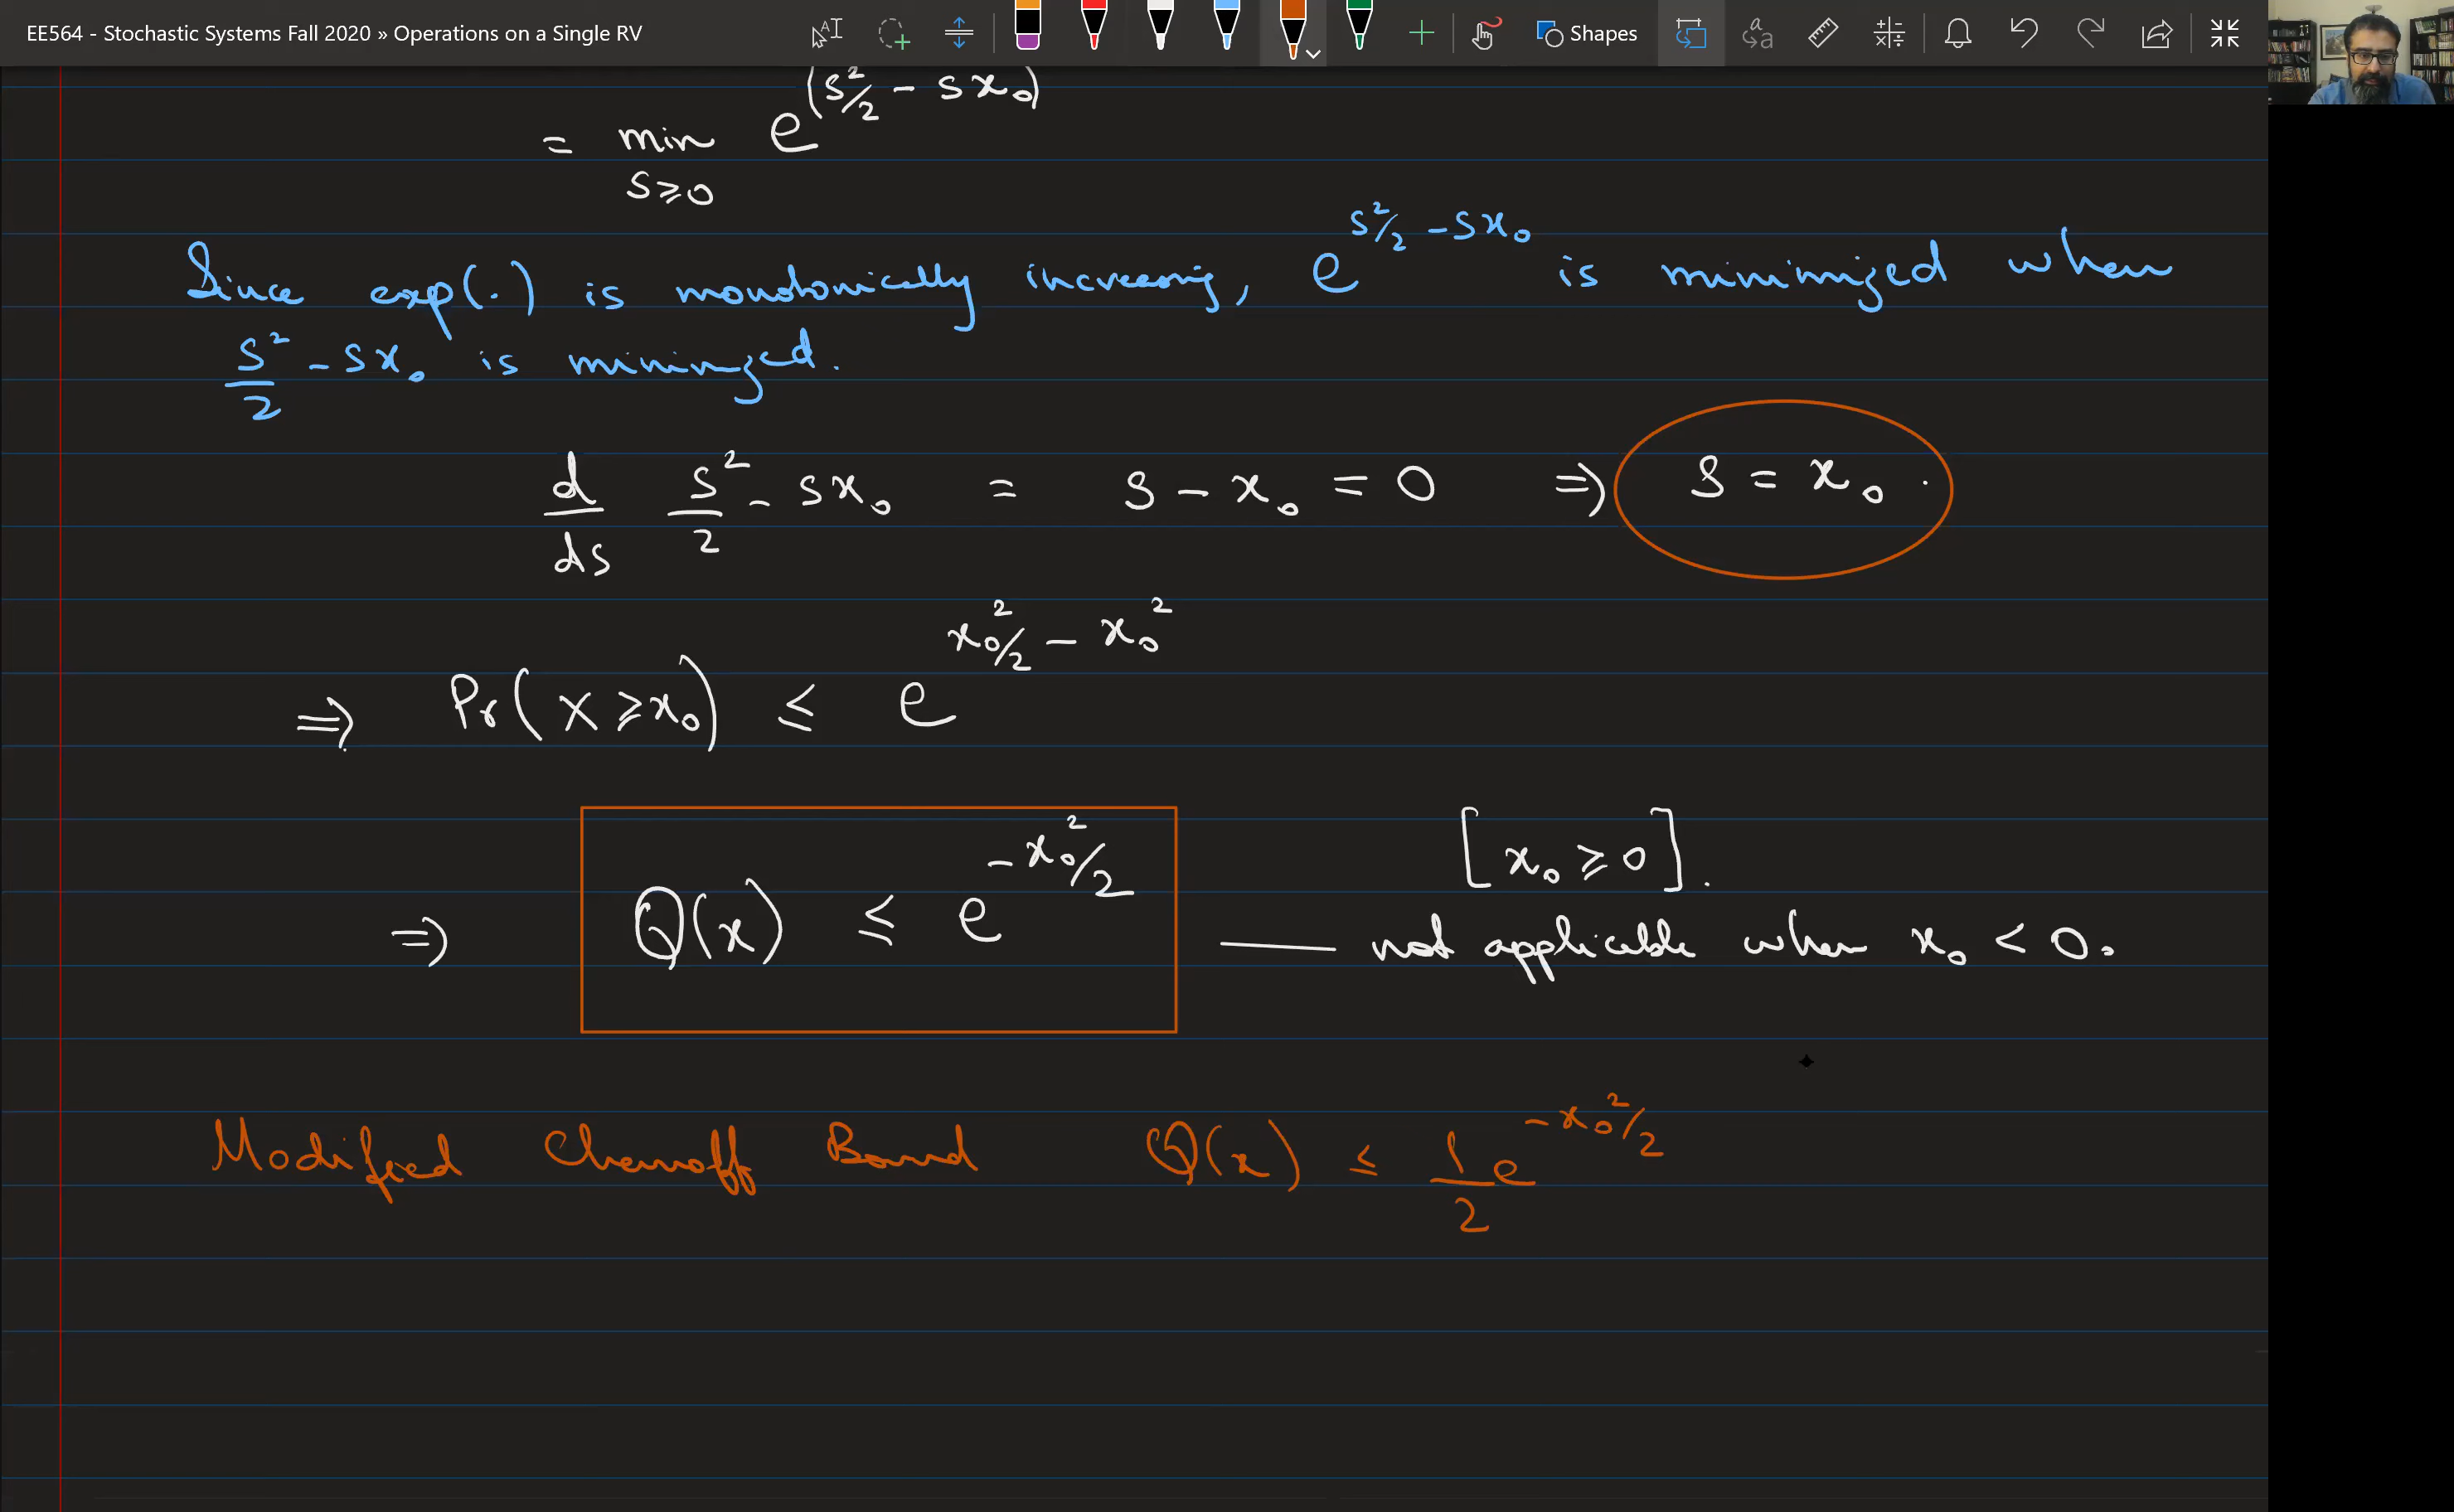 EE564 - Stochastic Systems Fall 2020 » Operations on a Single RV
Shapes
= min e^(s²/2 - sx₀)
s≥0
Since exp(.) is monotonically increasing, e^(s²/2 - sx₀) is minimized when
s²/2 - sx₀ is minimized.
d/ds s²/2 - sx₀ = s - x₀ = 0 ⇒ s = x₀.
⇒ Pr(X ≥ x₀) ≤ e^(x₀²/2 - x₀²)
⇒ Q(x) ≤ e^(-x₀²/2) [x₀ ≥ 0].
— not applicable when x₀ < 0.
Modified Chernoff Bound Q(x) ≤ 1/2 e^(-x₀²/2)